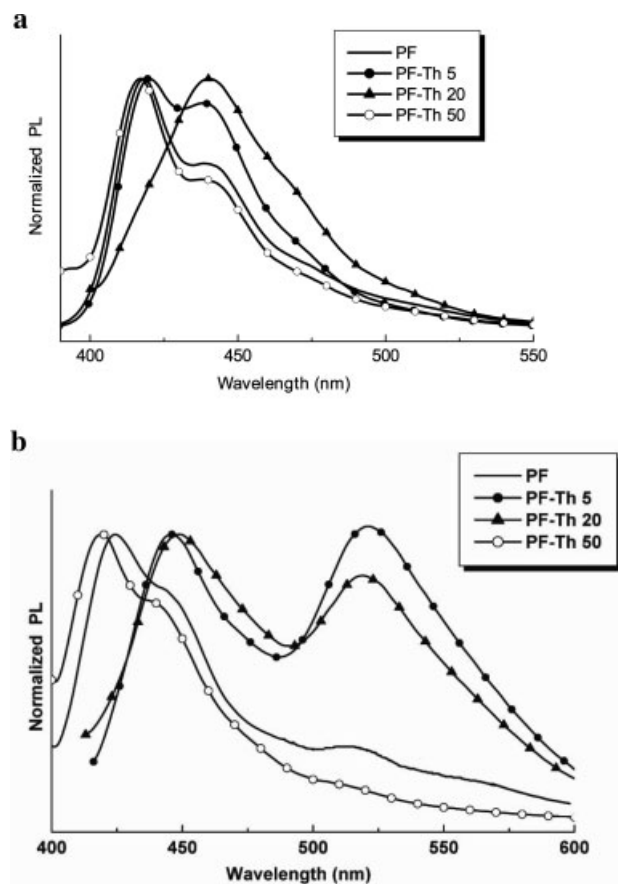 a
PF
PF-Th 5
PF-Th 20
PF-Th 50
Normalized PL
400 450 500 550
Wavelength (nm)
b
PF
PF-Th 5
PF-Th 20
PF-Th 50
Normalized PL
400 450 500 550 600
Wavelength (nm)